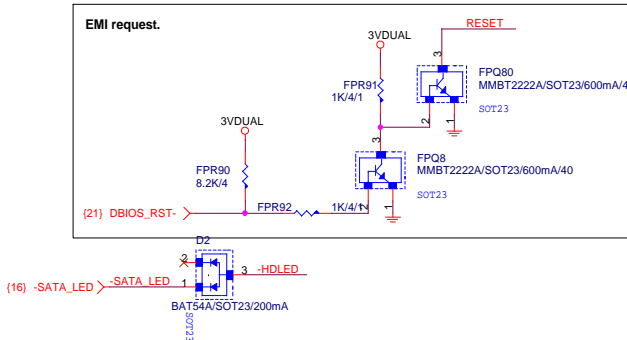 EMI request.
RESET
3VDUAL
3
FPQ80
MMBT2222A/SOT23/600mA/4
FPR91
1K/4/1
SOT23
2
1
3VDUAL
3
FPQ8
MMBT2222A/SOT23/600mA/40
FPR90
8.2K/4
SOT23
{21} DBIOS_RST-
FPR92
1K/4/1
2
1
D2
2
3
-HDLED
{16} -SATA_LED
-SATA_LED
1
BAT54A/SOT23/200mA
SOT23